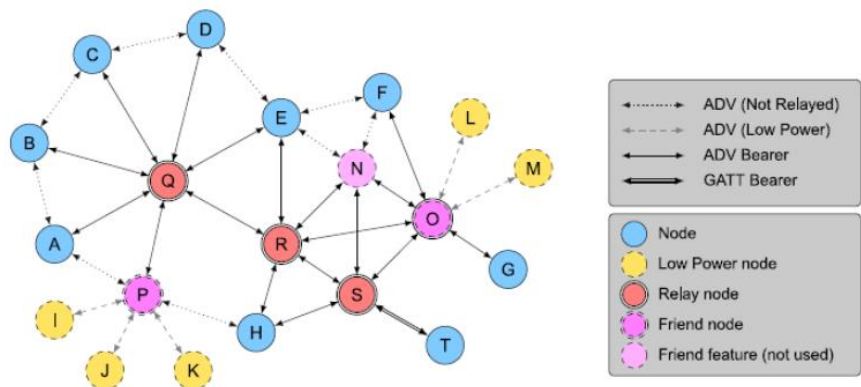 D
C
F
E
L
B
N
M
Q
O
A
R
G
P
S
I
H
T
J
K
ADV (Not Relayed)
ADV (Low Power)
ADV Bearer
GATT Bearer
Node
Low Power node
Relay node
Friend node
Friend feature (not used)